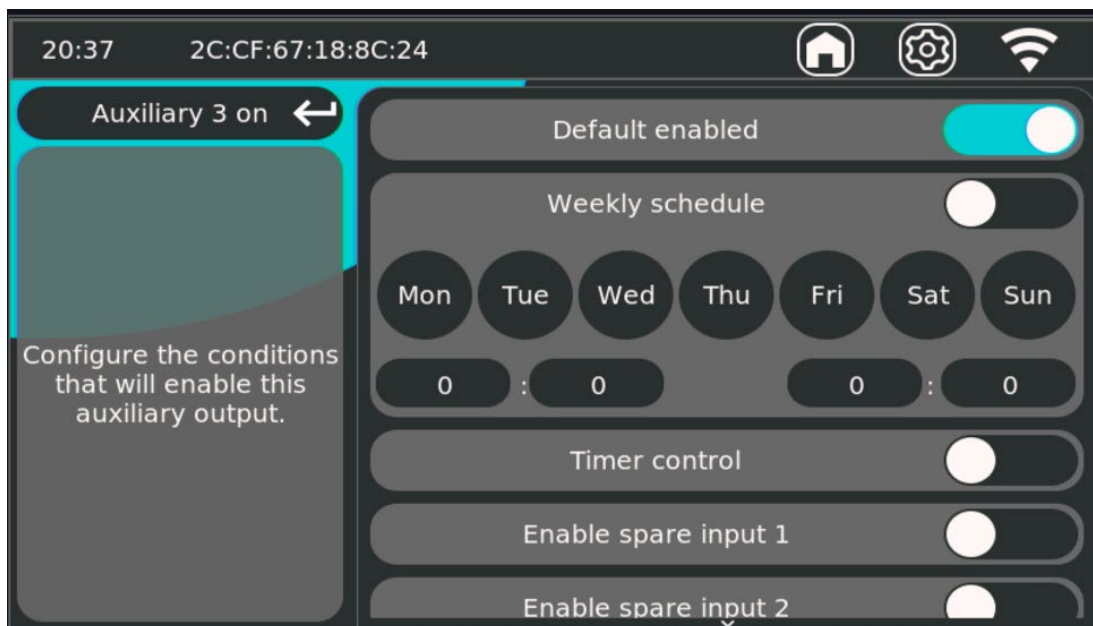 20:37 2C:CF:67:18:8C:24
Auxiliary 3 on
Configure the conditions
that will enable this
auxiliary output.
Default enabled
Weekly schedule
Mon Tue Wed Thu Fri Sat Sun
0 : 0 0 : 0
Timer control
Enable spare input 1
Enable spare input 2